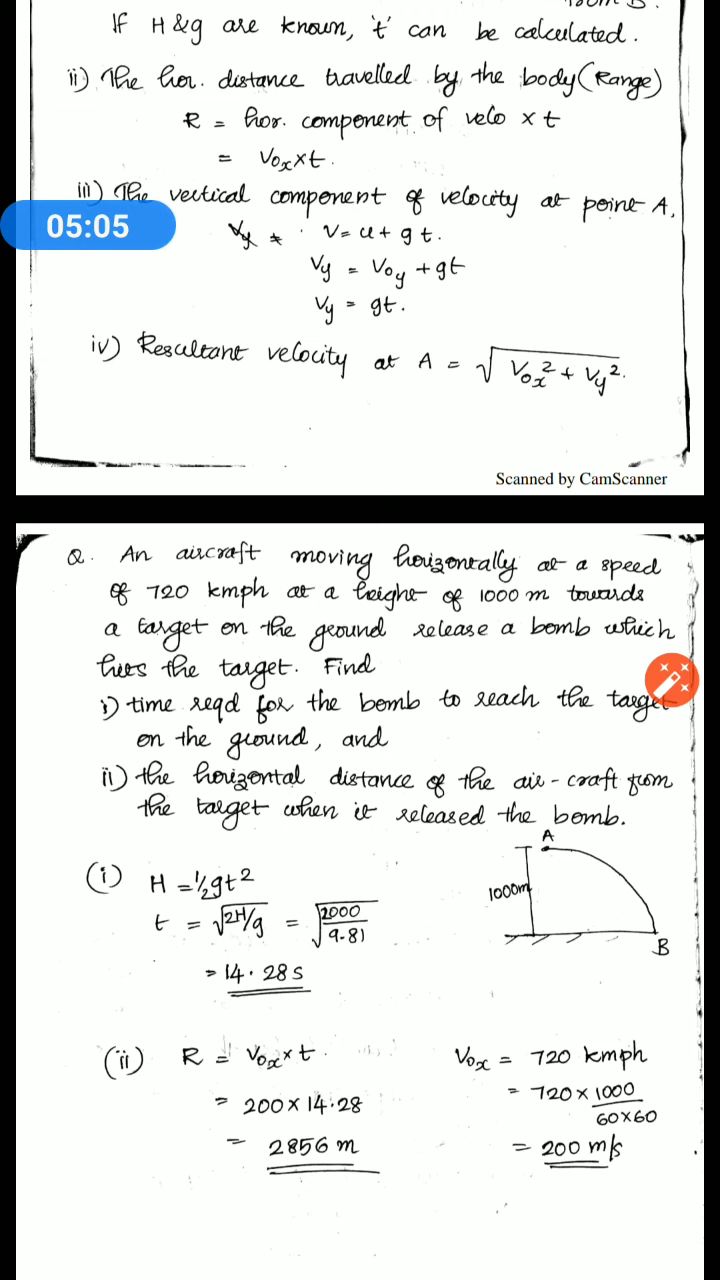 If H & g are known, 't' can be calculated.
ii) The hor. distance travelled by the body (Range)
R = hor. component of velo x t
= Vox x t.
iii) The vertical component of velocity at point A,
05:05
V = u + gt.
Vy = Voy + gt
Vy = gt.
iv) Resultant velocity at A = √Vox² + Vy².
Scanned by CamScanner
Q. An aircraft moving horizontally at a speed
of 720 kmph at a height of 1000 m towards
a target on the ground release a bomb which
hits the target. Find
i) time reqd for the bomb to reach the target
on the ground, and
ii) the horizontal distance of the air-craft from
the target when it released the bomb.
A
1000m
B
(i) H = ½gt²
t = √2H/g = √2000/9.81
= 14.28 s
(ii) R = Vox x t.
= 200 x 14.28
= 2856 m
Vox = 720 kmph
= 720 x 1000
60x60
= 200 m/s